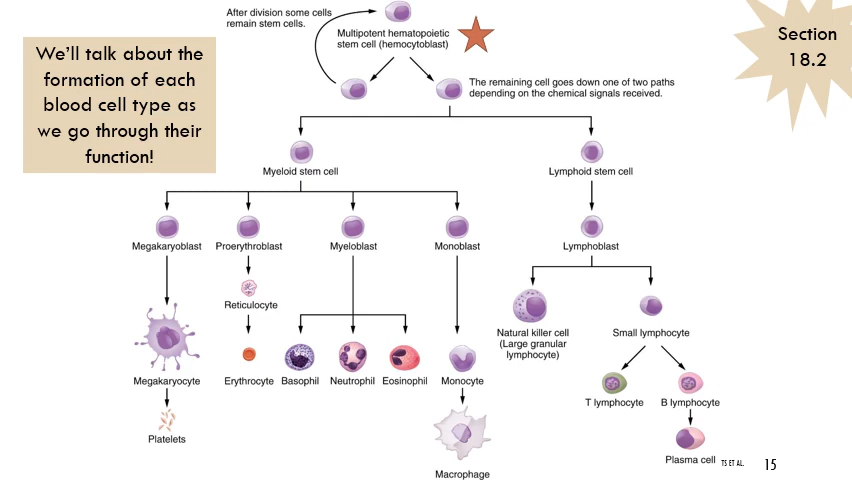 After division some cells
remain stem cells.
Multipotent hematopoietic
stem cell (hemocytoblast)
Section
18.2
We'll talk about the
formation of each
blood cell type as
we go through their
function!
The remaining cell goes down one of two paths
depending on the chemical signals received.
Myeloid stem cell
Lymphoid stem cell
Megakaryoblast
Proerythroblast
Myeloblast
Monoblast
Lymphoblast
Reticulocyte
Natural killer cell
(Large granular
lymphocyte)
Small lymphocyte
Megakaryocyte
Erythrocyte
Basophil
Neutrophil
Eosinophil
Monocyte
T lymphocyte
B lymphocyte
Platelets
Macrophage
Plasma cell
TS ET AL.
15